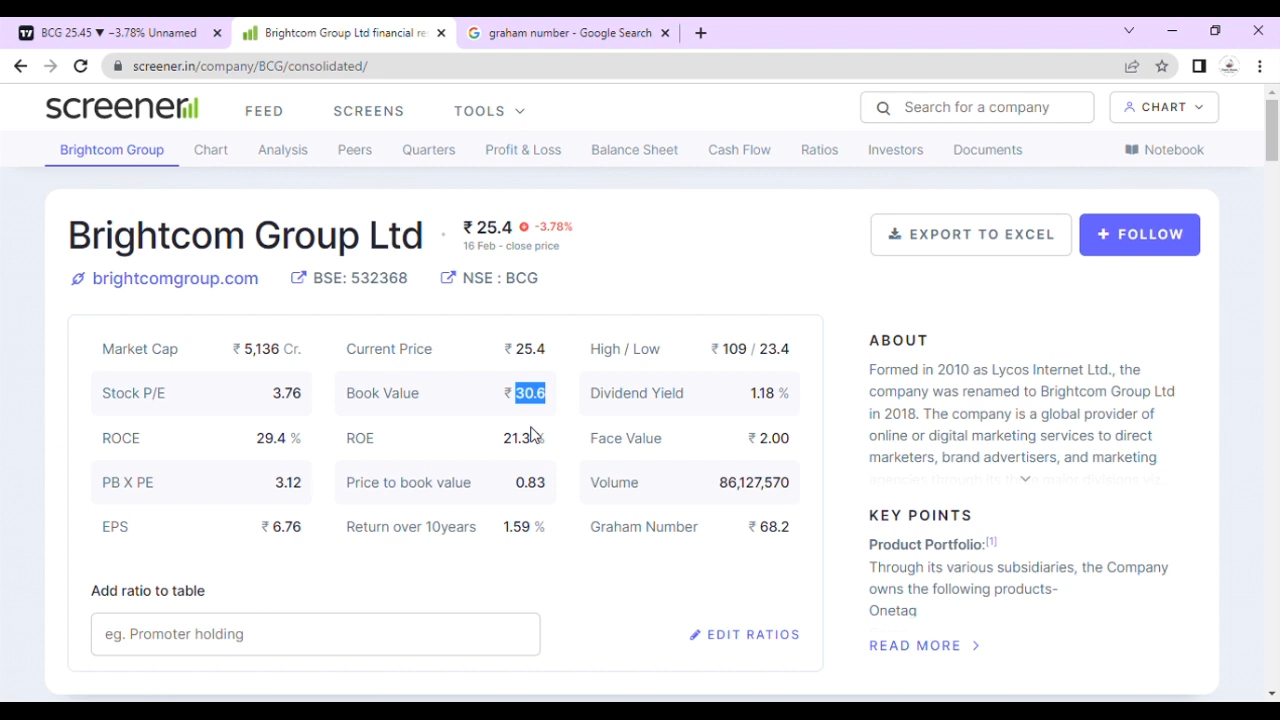 BCG 25.45 ▼ −3.78% Unnamed
Brightcom Group Ltd financial re
graham number - Google Search
screener.in/company/BCG/consolidated/
screener
FEED SCREENS TOOLS
Search for a company
CHART
Brightcom Group Chart Analysis Peers Quarters Profit & Loss Balance Sheet Cash Flow Ratios Investors Documents Notebook
Brightcom Group Ltd
₹ 25.4 -3.78%
16 Feb - close price
EXPORT TO EXCEL
+ FOLLOW
brightcomgroup.com BSE: 532368 NSE : BCG
Market Cap ₹ 5,136 Cr. Current Price ₹ 25.4 High / Low ₹ 109 / 23.4
Stock P/E 3.76 Book Value ₹ 30.6 Dividend Yield 1.18 %
ROCE 29.4 % ROE 21.3 % Face Value ₹ 2.00
PB X PE 3.12 Price to book value 0.83 Volume 86,127,570
EPS ₹ 6.76 Return over 10years 1.59 % Graham Number ₹ 68.2
Add ratio to table
eg. Promoter holding
EDIT RATIOS
ABOUT
Formed in 2010 as Lycos Internet Ltd., the
company was renamed to Brightcom Group Ltd
in 2018. The company is a global provider of
online or digital marketing services to direct
marketers, brand advertisers, and marketing
KEY POINTS
Product Portfolio:[1]
Through its various subsidiaries, the Company
owns the following products-
Onetag
READ MORE >